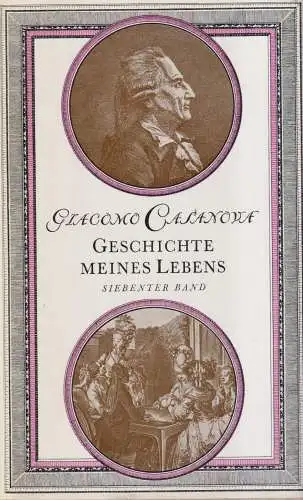 GIACOMO CASANOVA
GESCHICHTE
MEINES LEBENS
SIEBENTER BAND